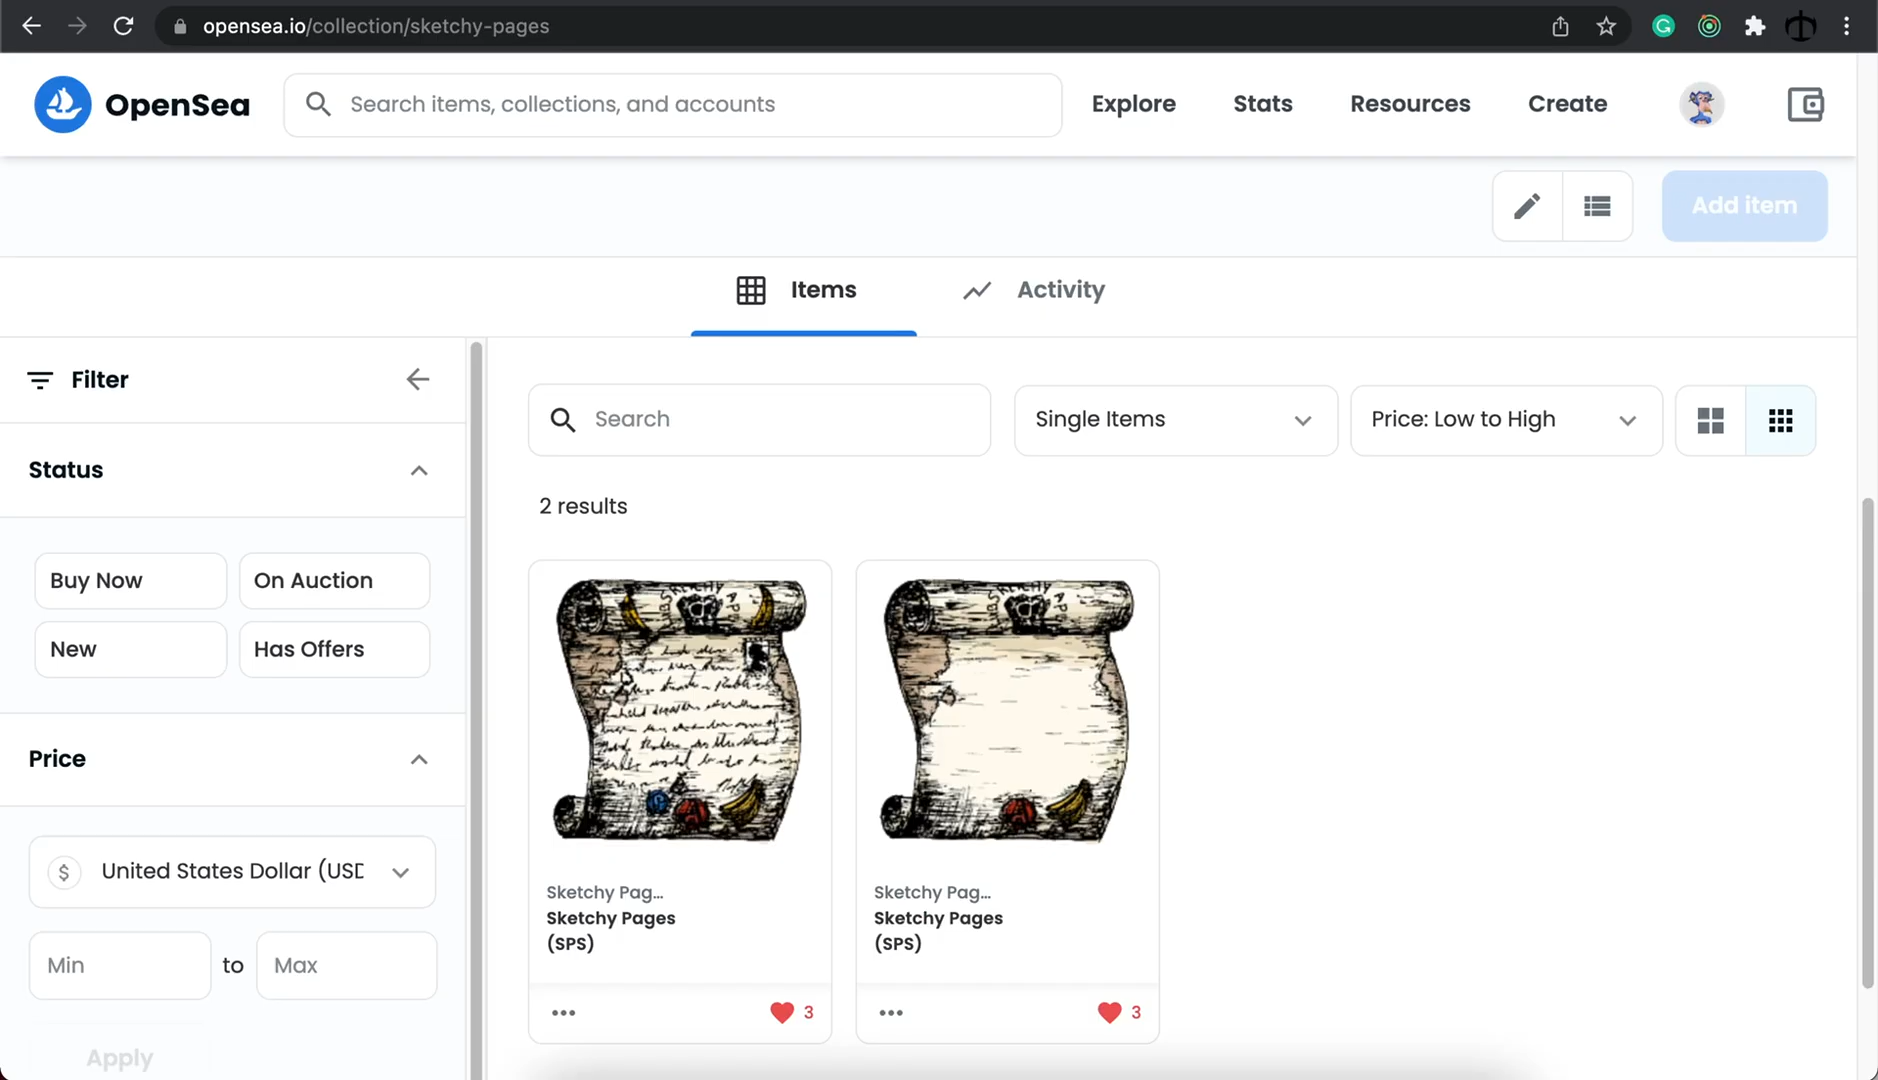 opensea.io/collection/sketchy-pages
OpenSea
Search items, collections, and accounts
Explore
Stats
Resources
Create
Add item
Items
Activity
Filter
Search
Single Items
Price: Low to High
Status
2 results
Buy Now
On Auction
New
Has Offers
Price
$ United States Dollar (USD
Min to Max
Apply
Sketchy Pag...
Sketchy Pages
(SPS)
3
Sketchy Pag...
Sketchy Pages
(SPS)
3